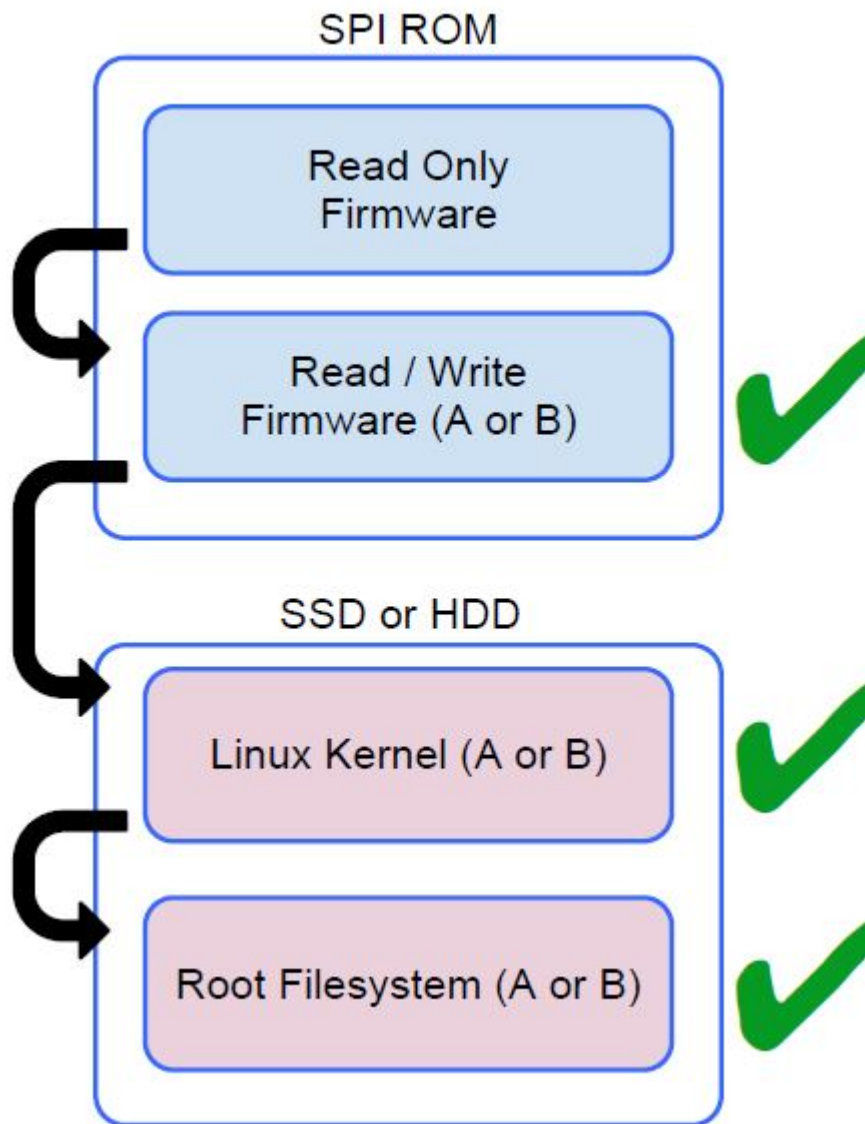 SPI ROM
Read Only
Firmware
Read / Write
Firmware (A or B)
SSD or HDD
Linux Kernel (A or B)
Root Filesystem (A or B)